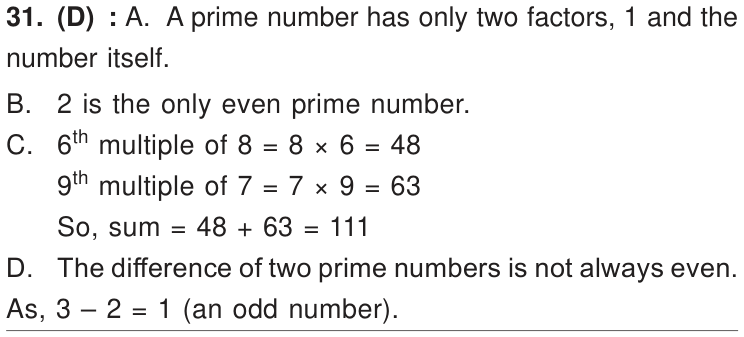 31. (D) : A. A prime number has only two factors, 1 and the
number itself.
B. 2 is the only even prime number.
C. 6th multiple of 8 = 8 × 6 = 48
9th multiple of 7 = 7 × 9 = 63
So, sum = 48 + 63 = 111
D. The difference of two prime numbers is not always even.
As, 3 – 2 = 1 (an odd number).